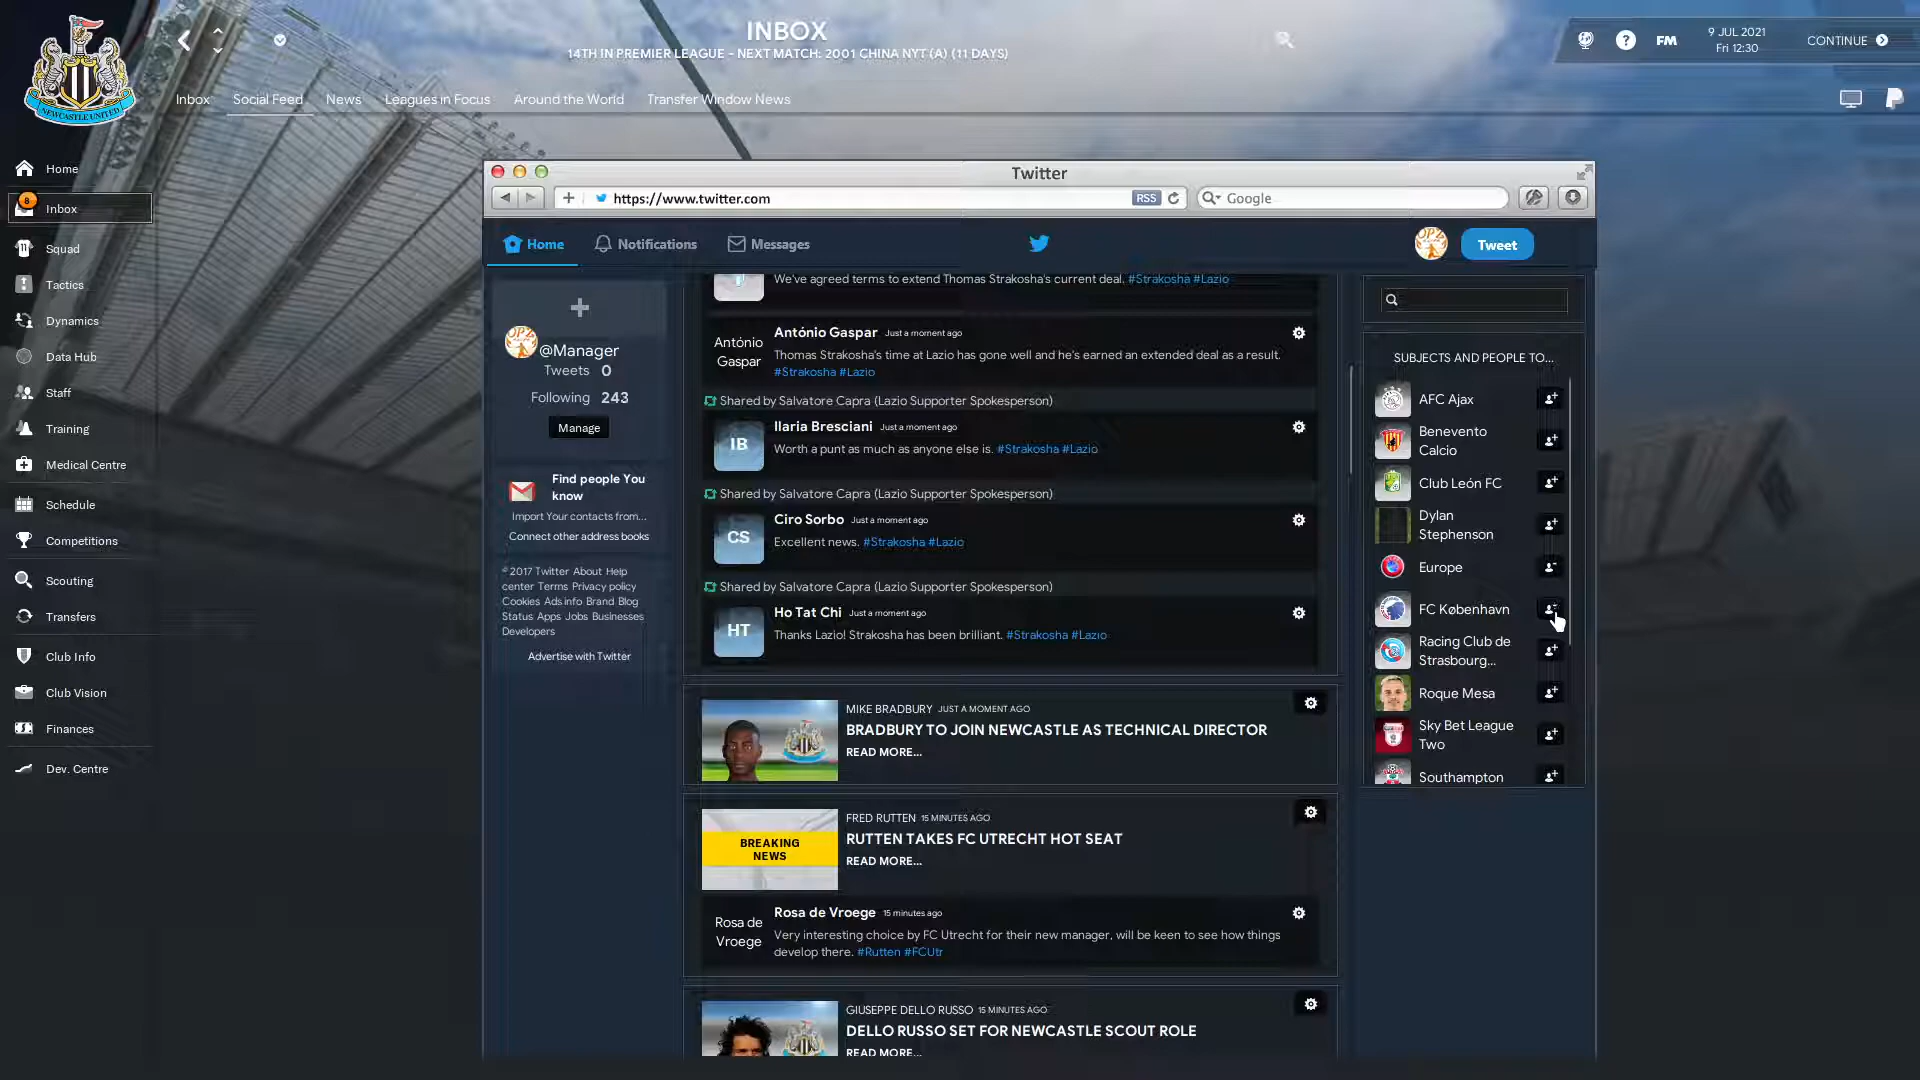 INBOX
14TH IN PREMIER LEAGUE - NEXT MATCH: 2001 CHINA NYT (A) (11 DAYS)
FM
9 JUL 2021
Fri 12:30
CONTINUE
NEWCASTLE UNITED
Inbox
Social Feed
News
Leagues in Focus
Around the World
Transfer Window News
Home
8
Inbox
Squad
Tactics
Dynamics
Data Hub
Staff
Training
Medical Centre
Schedule
Competitions
Scouting
Transfers
Club Info
Club Vision
Finances
Dev. Centre
Twitter
https://www.twitter.com
RSS
Google
Home
Notifications
Messages
Tweet
@Manager
Tweets 0
Following 243
Manage
Find people You
know
Import Your contacts from...
Connect other address books
© 2017 Twitter About Help
center Terms Privacy policy
Cookies Ads info Brand Blog
Status Apps Jobs Businesses
Developers
Advertise with Twitter
We've agreed terms to extend Thomas Strakosha's current deal. #Strakosha #Lazio
António
Gaspar
António Gaspar Just a moment ago
Thomas Strakosha's time at Lazio has gone well and he's earned an extended deal as a result.
#Strakosha #Lazio
Shared by Salvatore Capra (Lazio Supporter Spokesperson)
IB
Ilaria Bresciani Just a moment ago
Worth a punt as much as anyone else is. #Strakosha #Lazio
Shared by Salvatore Capra (Lazio Supporter Spokesperson)
CS
Ciro Sorbo Just a moment ago
Excellent news. #Strakosha #Lazio
Shared by Salvatore Capra (Lazio Supporter Spokesperson)
HT
Ho Tat Chi Just a moment ago
Thanks Lazio! Strakosha has been brilliant. #Strakosha #Lazio
MIKE BRADBURY JUST A MOMENT AGO
BRADBURY TO JOIN NEWCASTLE AS TECHNICAL DIRECTOR
READ MORE...
BREAKING
NEWS
FRED RUTTEN 15 MINUTES AGO
RUTTEN TAKES FC UTRECHT HOT SEAT
READ MORE...
Rosa de
Vroege
Rosa de Vroege 15 minutes ago
Very interesting choice by FC Utrecht for their new manager, will be keen to see how things
develop there. #Rutten #FCUtr
GIUSEPPE DELLO RUSSO 15 MINUTES AGO
DELLO RUSSO SET FOR NEWCASTLE SCOUT ROLE
READ MORE...
SUBJECTS AND PEOPLE TO...
AFC Ajax
Benevento
Calcio
Club León FC
Dylan
Stephenson
Europe
FC København
Racing Club de
Strasbourg...
Roque Mesa
Sky Bet League
Two
Southampton